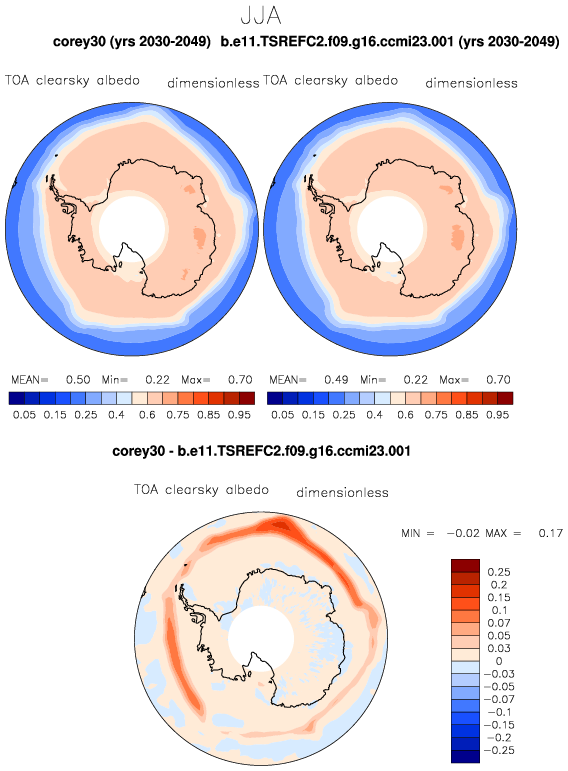 JJA
corey30 (yrs 2030-2049) b.e11.TSREFC2.f09.g16.ccmi23.001 (yrs 2030-2049)
TOA clearsky albedo dimensionless TOA clearsky albedo dimensionless
MEAN= 0.50 Min= 0.22 Max= 0.70 MEAN= 0.49 Min= 0.22 Max= 0.70
0.05 0.15 0.25 0.4 0.6 0.75 0.85 0.95 0.05 0.15 0.25 0.4 0.6 0.75 0.85 0.95
corey30 - b.e11.TSREFC2.f09.g16.ccmi23.001
TOA clearsky albedo dimensionless
MIN = -0.02 MAX = 0.17
0.25
0.2
0.15
0.1
0.07
0.05
0.03
0
-0.03
-0.05
-0.07
-0.1
-0.15
-0.2
-0.25